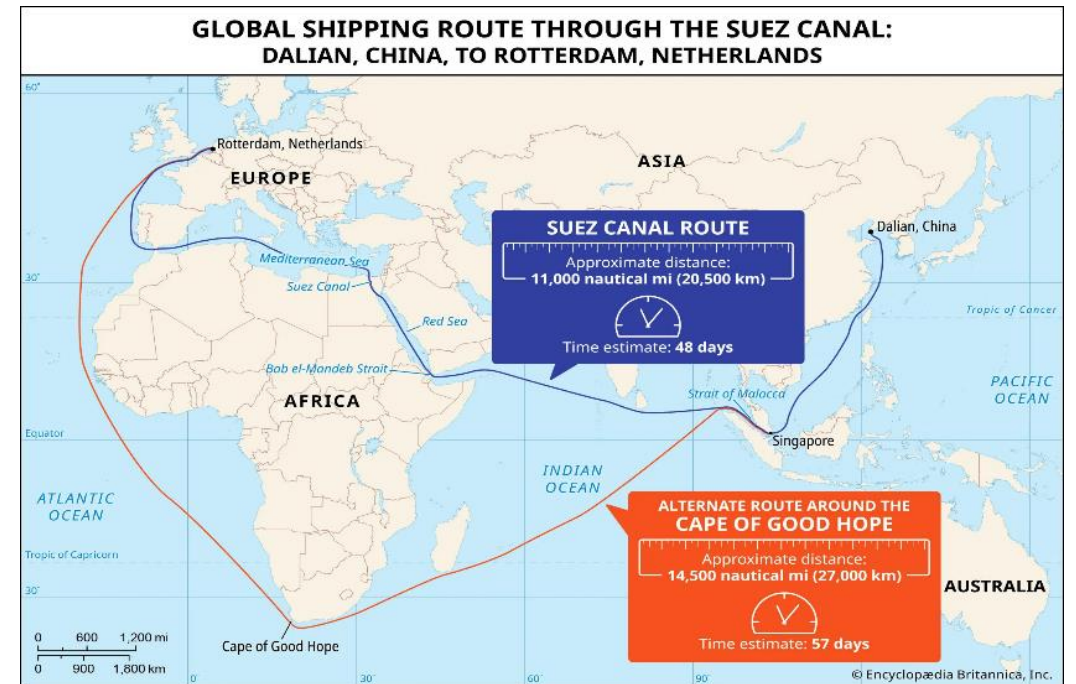 GLOBAL SHIPPING ROUTE THROUGH THE SUEZ CANAL:
DALIAN, CHINA, TO ROTTERDAM, NETHERLANDS
60°
Rotterdam, Netherlands
EUROPE
ASIA
Dalian, China
SUEZ CANAL ROUTE
Approximate distance:
11,000 nautical mi (20,500 km)
Time estimate: 48 days
Mediterranean Sea
Suez Canal
30°
Red Sea
Tropic of Cancer
Bab el-Mandeb Strait
AFRICA
Strait of Malacca
PACIFIC
OCEAN
Equator
Singapore
INDIAN
OCEAN
ATLANTIC
OCEAN
ALTERNATE ROUTE AROUND THE
CAPE OF GOOD HOPE
Approximate distance:
14,500 nautical mi (27,000 km)
Time estimate: 57 days
Tropic of Capricorn
30°
AUSTRALIA
0 600 1,200 mi
0 900 1,800 km
Cape of Good Hope
0°
30°
60°
90°
© Encyclopædia Britannica, Inc.